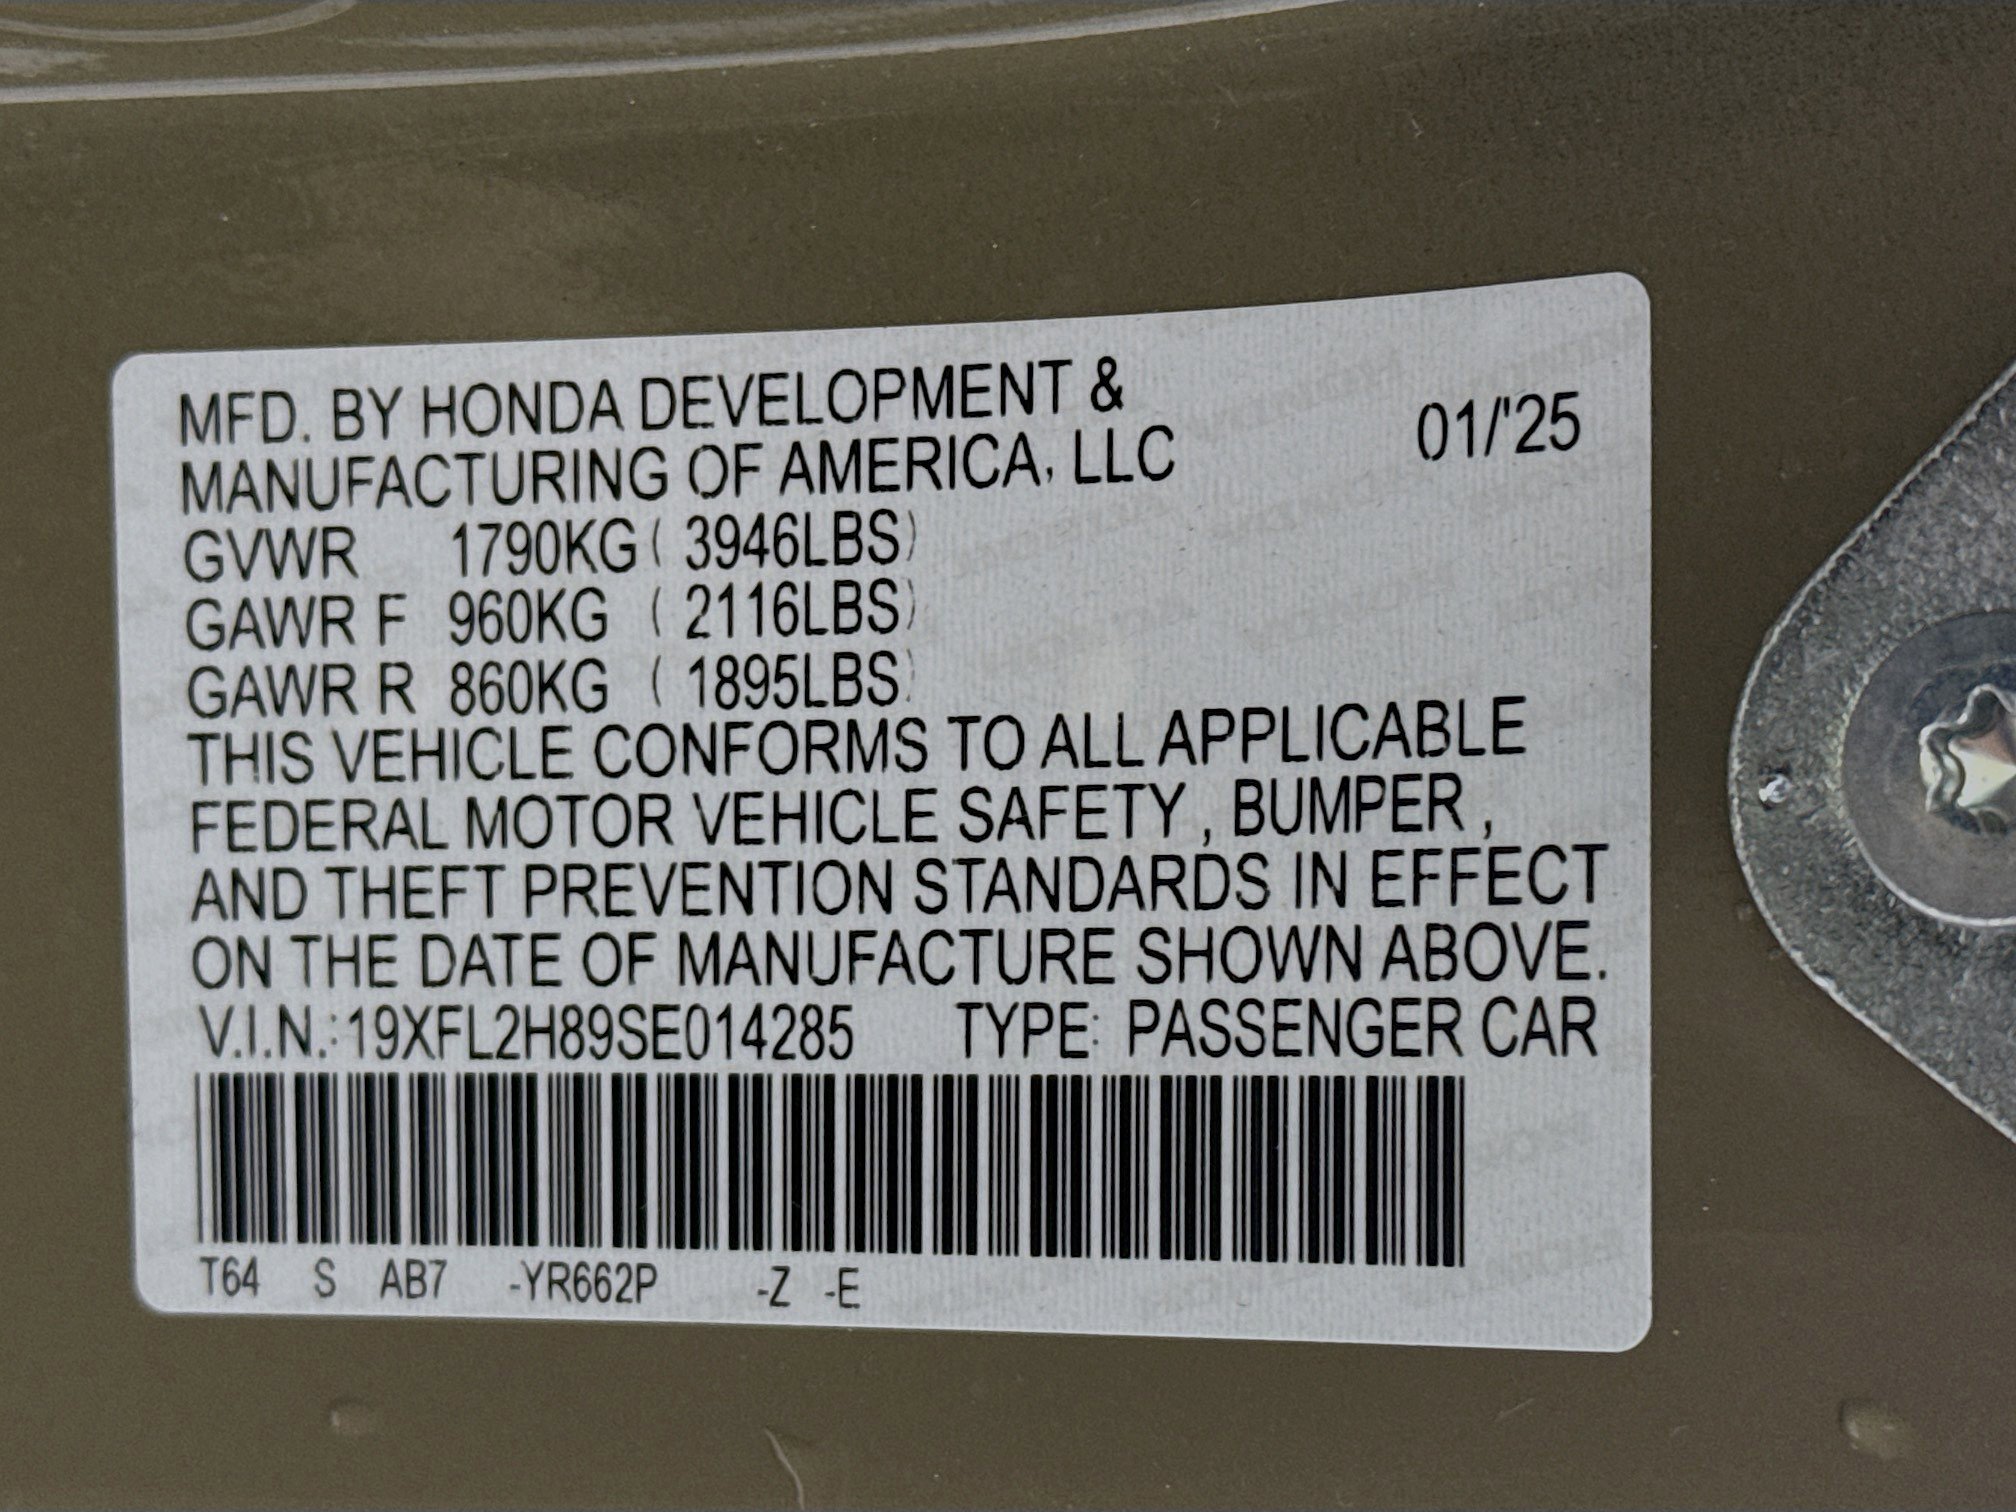 MFD. BY HONDA DEVELOPMENT &
MANUFACTURING OF AMERICA, LLC 01/'25
GVWR 1790KG ( 3946LBS)
GAWR F 960KG ( 2116LBS)
GAWR R 860KG ( 1895LBS)
THIS VEHICLE CONFORMS TO ALL APPLICABLE
FEDERAL MOTOR VEHICLE SAFETY , BUMPER ,
AND THEFT PREVENTION STANDARDS IN EFFECT
ON THE DATE OF MANUFACTURE SHOWN ABOVE.
V.I.N.:19XFL2H89SE014285 TYPE: PASSENGER CAR
T64 S AB7 -YR662P -Z -E